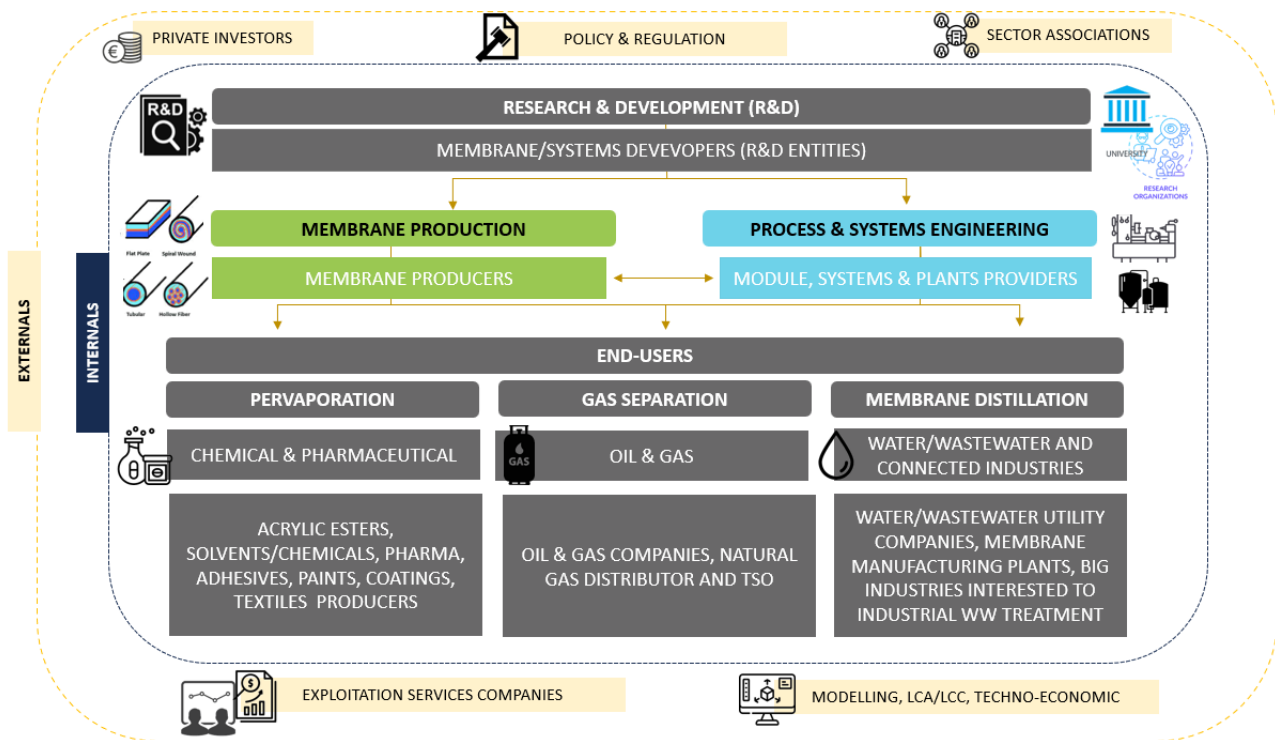 PRIVATE INVESTORS
POLICY & REGULATION
SECTOR ASSOCIATIONS
R&D
RESEARCH & DEVELOPMENT (R&D)
MEMBRANE/SYSTEMS DEVEVOPERS (R&D ENTITIES)
UNIVERSITY
RESEARCH
ORGANIZATIONS
Flat Plate
Spiral Wound
Tubular
Hollow Fiber
MEMBRANE PRODUCTION
PROCESS & SYSTEMS ENGINEERING
MEMBRANE PRODUCERS
MODULE, SYSTEMS & PLANTS PROVIDERS
EXTERNALS
INTERNALS
END-USERS
PERVAPORATION
GAS SEPARATION
MEMBRANE DISTILLATION
CHEMICAL & PHARMACEUTICAL
GAS
OIL & GAS
WATER/WASTEWATER AND
CONNECTED INDUSTRIES
ACRYLIC ESTERS,
SOLVENTS/CHEMICALS, PHARMA,
ADHESIVES, PAINTS, COATINGS,
TEXTILES PRODUCERS
OIL & GAS COMPANIES, NATURAL
GAS DISTRIBUTOR AND TSO
WATER/WASTEWATER UTILITY
COMPANIES, MEMBRANE
MANUFACTURING PLANTS, BIG
INDUSTRIES INTERESTED TO
INDUSTRIAL WW TREATMENT
EXPLOITATION SERVICES COMPANIES
MODELLING, LCA/LCC, TECHNO-ECONOMIC